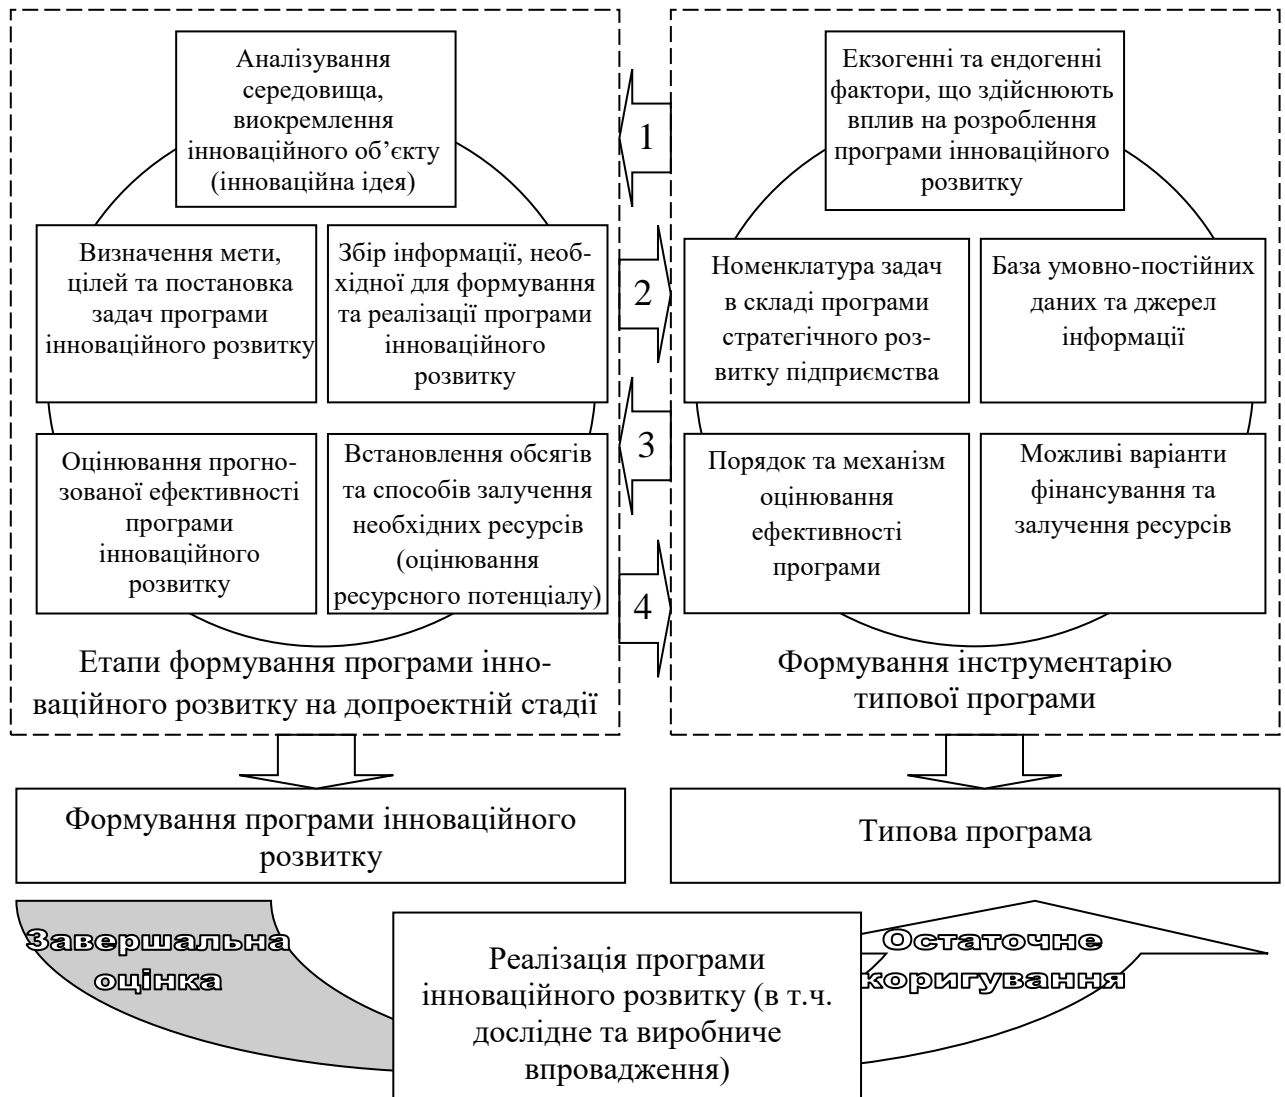 Аналізування
середовища,
виокремлення
інноваційного об’єкту
(інноваційна ідея)
Визначення мети,
цілей та постановка
задач програми
інноваційного розвитку
Збір інформації, необ-
хідної для формування
та реалізації програми
інноваційного
розвитку
Оцінювання прогно-
зованої ефективності
програми
інноваційного
розвитку
Встановлення обсягів
та способів залучення
необхідних ресурсів
(оцінювання
ресурсного потенціалу)
Етапи формування програми інно-
ваційного розвитку на допроектній стадії
1
2
3
4
Екзогенні та ендогенні
фактори, що здійснюють
вплив на розроблення
програми інноваційного
розвитку
Номенклатура задач
в складі програми
стратегічного роз-
витку підприємства
База умовно-постійних
даних та джерел
інформації
Порядок та механізм
оцінювання
ефективності
програми
Можливі варіанти
фінансування та
залучення ресурсів
Формування інструментарію
типової програми
Формування програми інноваційного
розвитку
Типова програма
Завершальна
оцінка
Реалізація програми
інноваційного розвитку (в т.ч.
дослідне та виробниче
впровадження)
Остаточне
коригування